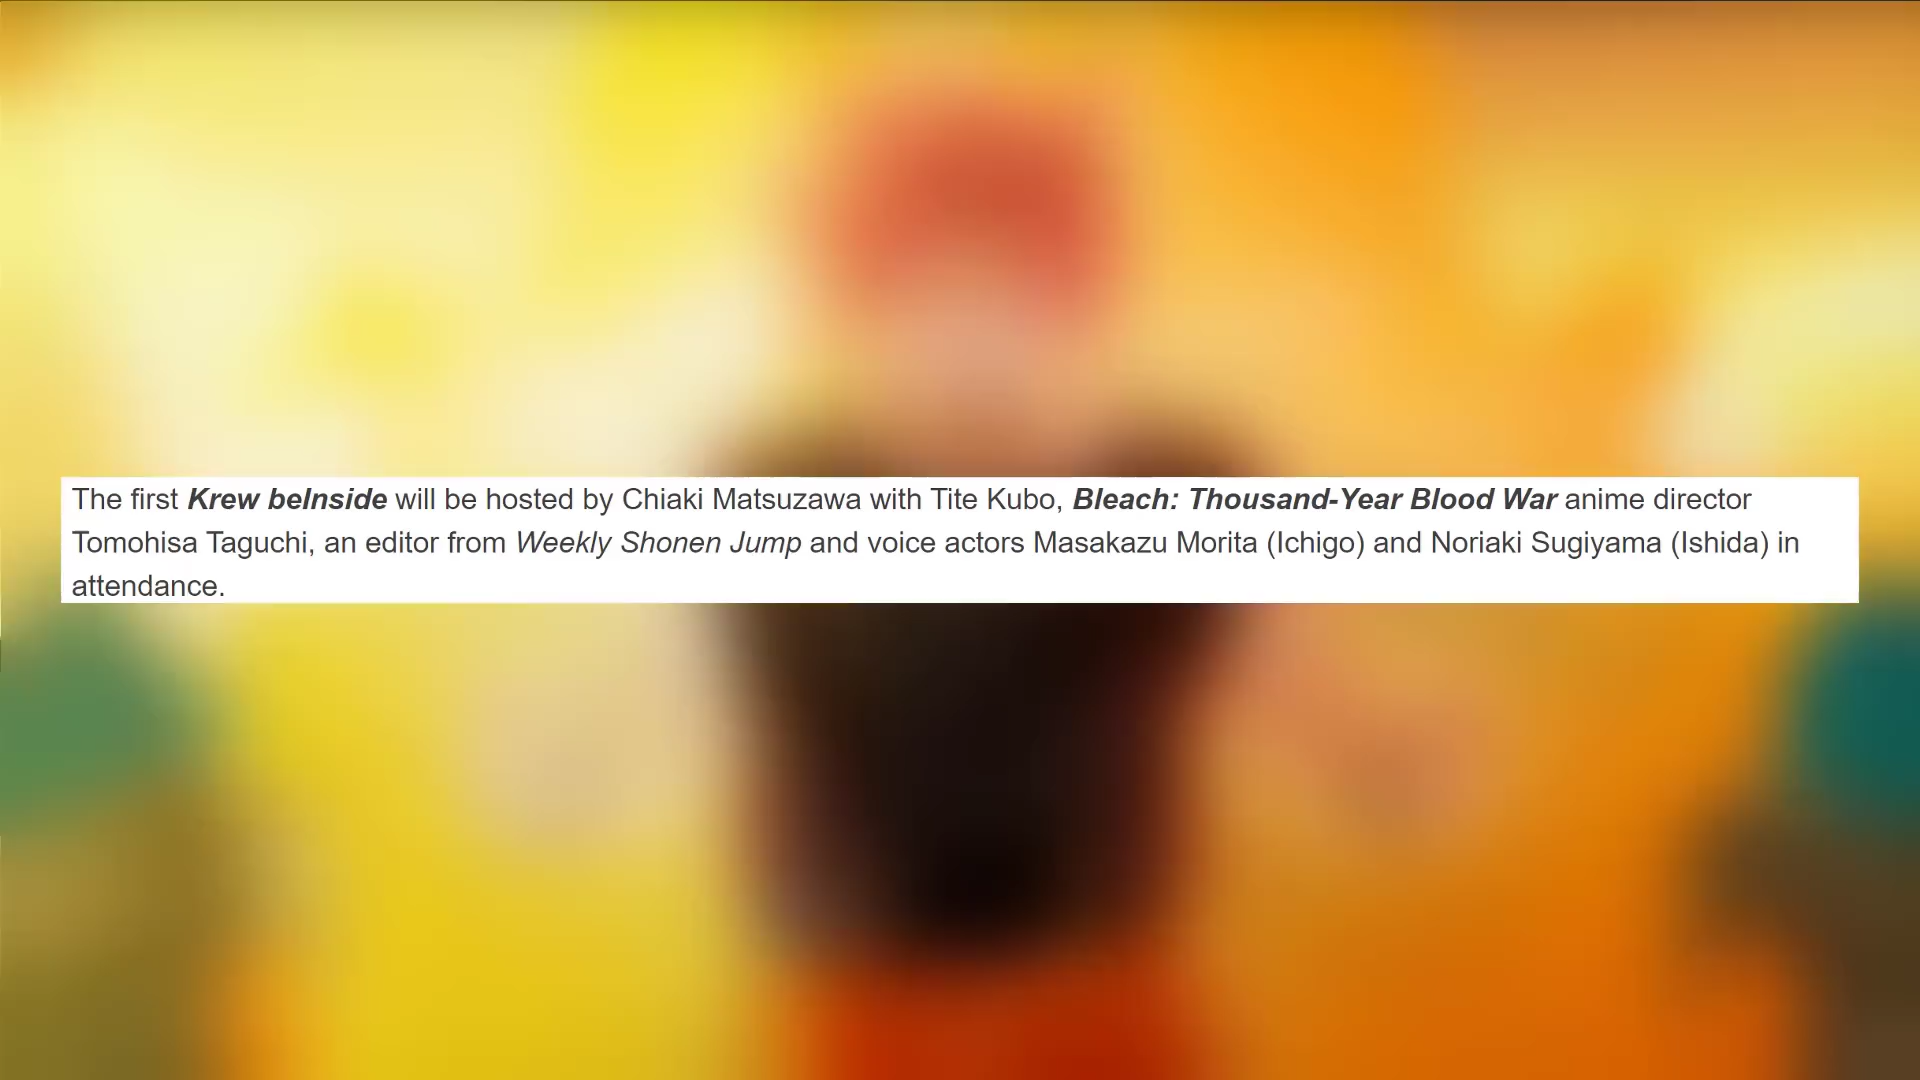 The first Krew beInside will be hosted by Chiaki Matsuzawa with Tite Kubo, Bleach: Thousand-Year Blood War anime director
Tomohisa Taguchi, an editor from Weekly Shonen Jump and voice actors Masakazu Morita (Ichigo) and Noriaki Sugiyama (Ishida) in
attendance.